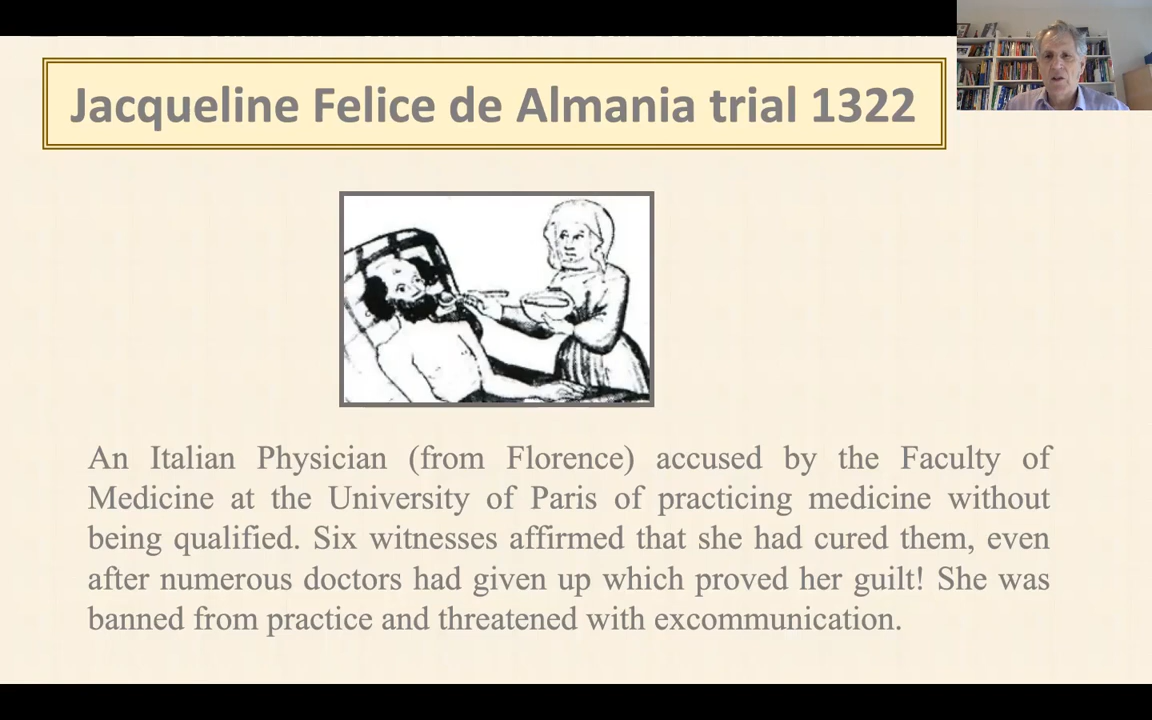 Jacqueline Felice de Almania trial 1322
An Italian Physician (from Florence) accused by the Faculty of
Medicine at the University of Paris of practicing medicine without
being qualified. Six witnesses affirmed that she had cured them, even
after numerous doctors had given up which proved her guilt! She was
banned from practice and threatened with excommunication.